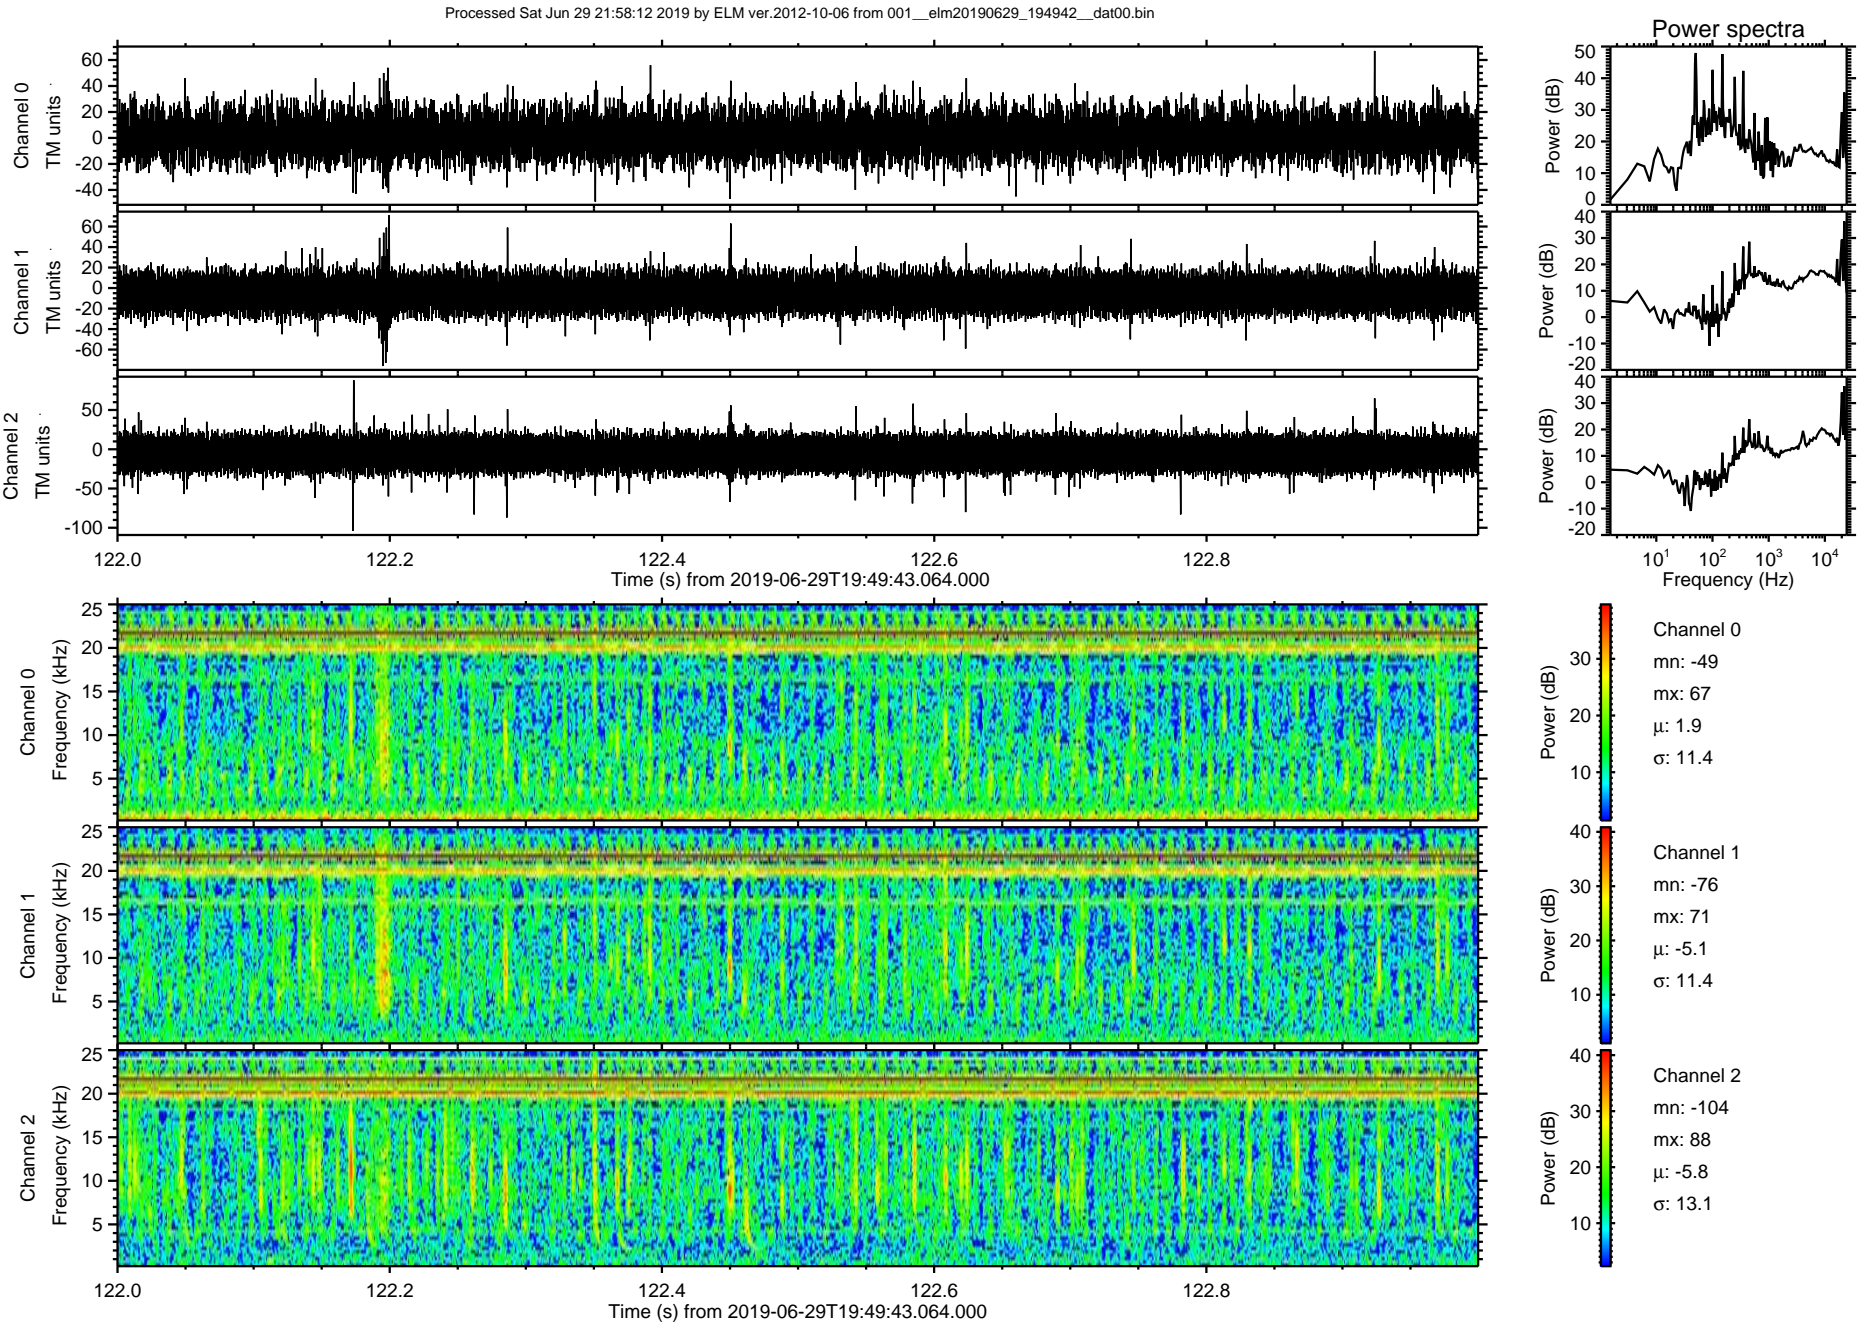 Processed Sat Jun 29 21:58:12 2019 by ELM ver.2012-10-06 from 001__elm20190629_194942__dat00.bin
Power spectra
Channel 0
TM units
60
40
20
0
-20
-40
Power (dB)
50
40
30
20
10
0
Channel 1
TM units
60
40
20
0
-20
-40
-60
Power (dB)
40
30
20
10
0
-10
-20
Channel 2
TM units
50
0
-50
-100
Power (dB)
40
30
20
10
0
-10
-20
122.0 122.2 122.4 122.6 122.8
Time (s) from 2019-06-29T19:49:43.064.000
10^1 10^2 10^3 10^4
Frequency (Hz)
Channel 0
Frequency (kHz)
25
20
15
10
5
Power (dB)
30
20
10
Channel 0
mn: -49
mx: 67
μ: 1.9
σ: 11.4
Channel 1
Frequency (kHz)
25
20
15
10
5
Power (dB)
40
30
20
10
Channel 1
mn: -76
mx: 71
μ: -5.1
σ: 11.4
Channel 2
Frequency (kHz)
25
20
15
10
5
Power (dB)
40
30
20
10
Channel 2
mn: -104
mx: 88
μ: -5.8
σ: 13.1
122.0 122.2 122.4 122.6 122.8
Time (s) from 2019-06-29T19:49:43.064.000